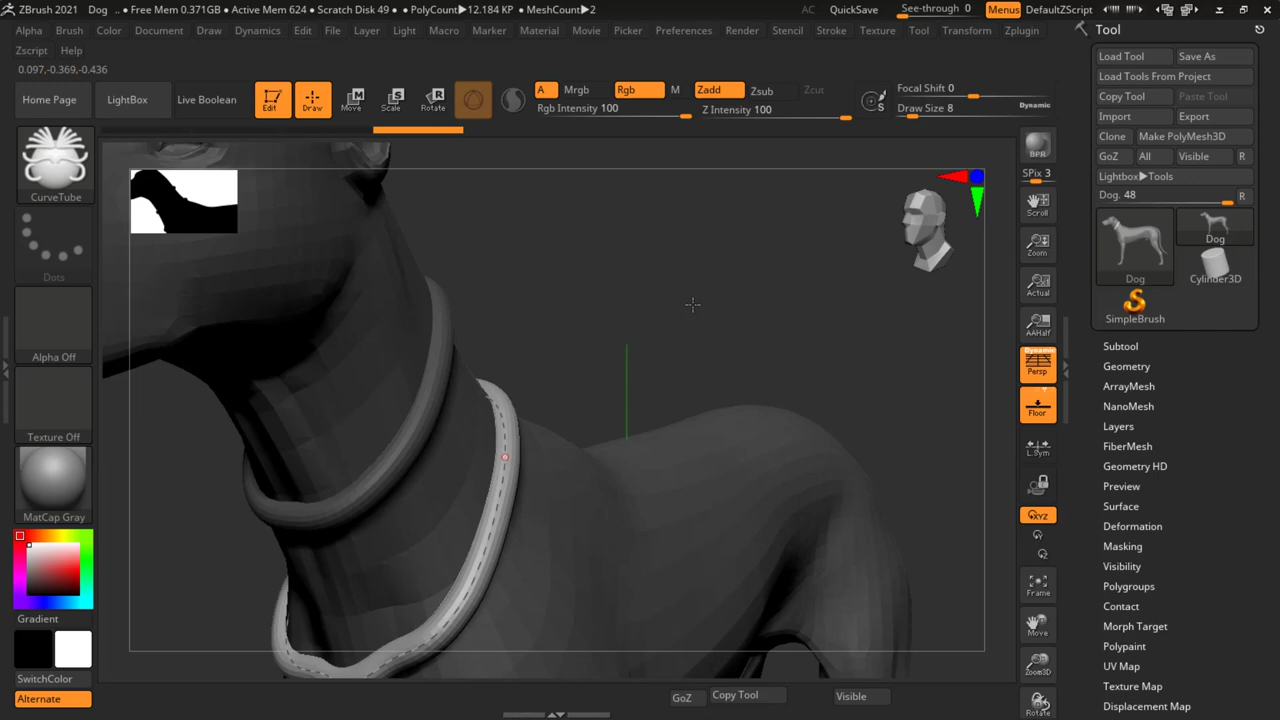 ZBrush 2021 Dog .. • Free Mem 0.371GB • Active Mem 624 • Scratch Disk 49 • PolyCount▶12.184 KP • MeshCount▶2 AC QuickSave See-through 0 Menus DefaultZScript
Alpha Brush Color Document Draw Dynamics Edit File Layer Light Macro Marker Material Movie Picker Preferences Render Stencil Stroke Texture Tool Transform Zplugin
Zscript Help
0.097,-0.369,-0.436
Home Page LightBox Live Boolean Edit Draw Move Scale Rotate
A Mrgb Rgb M Zadd Zsub Zcut
Rgb Intensity 100 Z Intensity 100
Focal Shift 0
Draw Size 8 Dynamic
CurveTube
Dots
Alpha Off
Texture Off
MatCap Gray
Gradient
SwitchColor
Alternate
BPR
SPix 3
Scroll
Zoom
Actual
AAHalf
Dynamic
Persp
Floor
L.Sym
XYZ
Y
Z
Frame
Move
Zoom3D
Rotate
GoZ Copy Tool Visible
Tool
Load Tool Save As
Load Tools From Project
Copy Tool Paste Tool
Import Export
Clone Make PolyMesh3D
GoZ All Visible R
Lightbox▶Tools
Dog. 48 R
Dog
Dog
Cylinder3D
SimpleBrush
Subtool
Geometry
ArrayMesh
NanoMesh
Layers
FiberMesh
Geometry HD
Preview
Surface
Deformation
Masking
Visibility
Polygroups
Contact
Morph Target
Polypaint
UV Map
Texture Map
Displacement Map